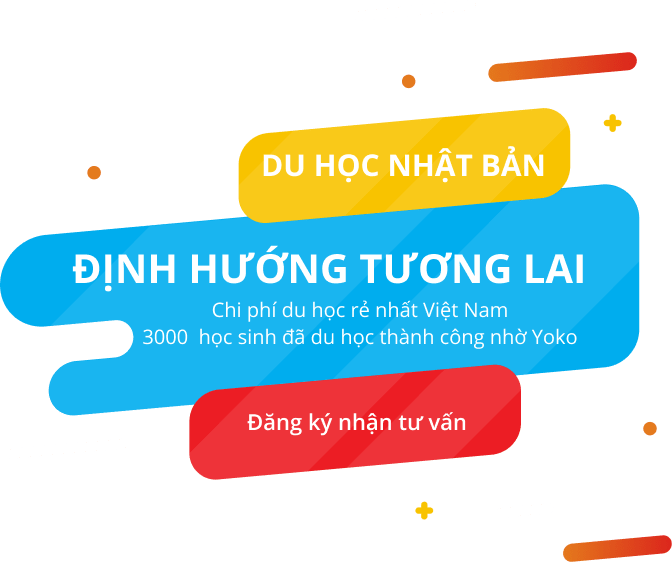 DU HỌC NHẬT BẢN
ĐỊNH HƯỚNG TƯƠNG LAI
Chi phí du học rẻ nhất Việt Nam
3000 học sinh đã du học thành công nhờ Yoko
Đăng ký nhận tư vấn